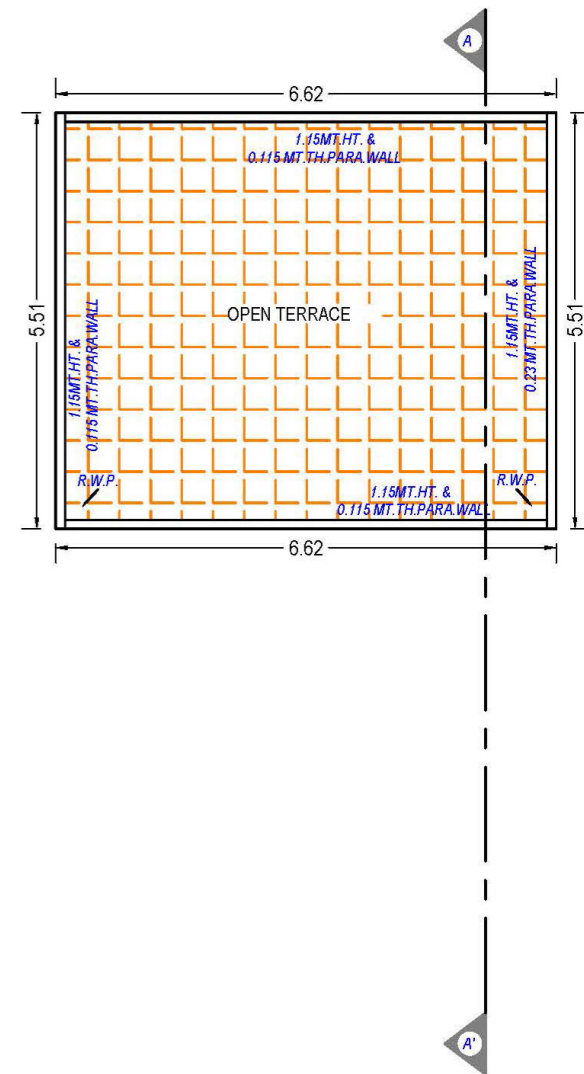 A
6.62
1.15MT.HT. &
0.115 MT.TH.PARA.WALL
5.51
1.15MT.HT. &
0.115 MT.TH.PARA.WALL
OPEN TERRACE
1.15MT.HT. &
0.23 MT.TH.PARA.WALL
5.51
R.W.P.
1.15MT.HT. &
0.115 MT.TH.PARA.WALL
R.W.P.
6.62
A'